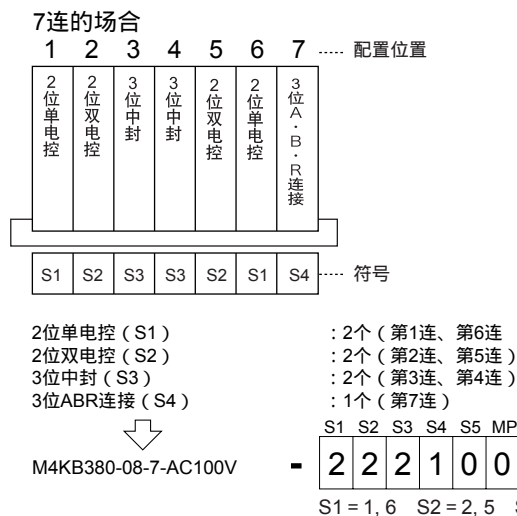 7连的场合
1 2 3 4 5 6 7 ..... 配置位置
2位单电控
2位双电控
3位中封
3位中封
2位双电控
2位单电控
3位A・B・R连接
S1 S2 S3 S3 S2 S1 S4 ..... 符号
2位单电控（S1） ：2个（第1连、第6连
2位双电控（S2） ：2个（第2连、第5连）
3位中封（S3） ：2个（第3连、第4连）
3位ABR连接（S4） ：1个（第7连）
S1 S2 S3 S4 S5 MP
M4KB380-08-7-AC100V - 2 2 2 1 0 0
S1 = 1, 6 S2 = 2, 5 S